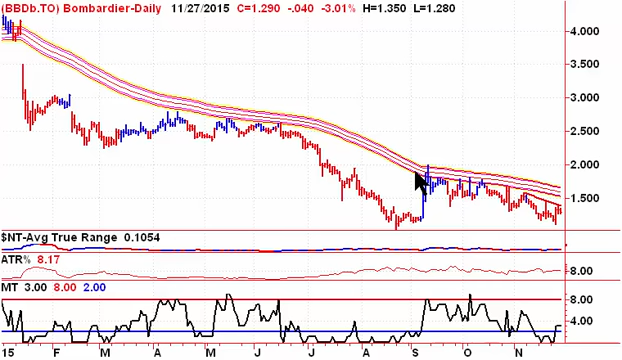 (BBDb.TO) Bombardier-Daily 11/27/2015 C=1.290 -.040 -3.01% H=1.350 L=1.280
4.000
3.500
3.000
2.500
2.000
1.500
$NT-Avg True Range 0.1054
ATR% 8.17
8.00
MT 3.00 8.00 2.00
8.00
4.00
15 F M A M J J A S O N